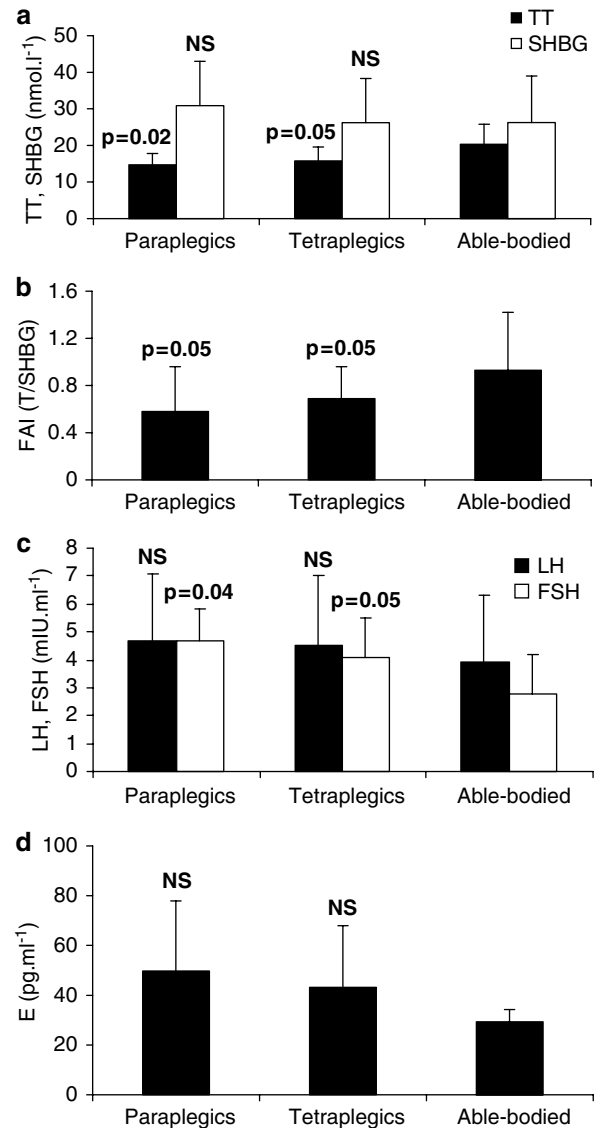 a
TT
SHBG
TT, SHBG (nmol.l⁻¹)
50
40
30
20
10
0
NS
NS
p=0.02
p=0.05
Paraplegics Tetraplegics Able-bodied
b
FAI (T/SHBG)
1.6
1.2
0.8
0.4
0
p=0.05
p=0.05
Paraplegics Tetraplegics Able-bodied
c
LH
FSH
LH, FSH (mIU.ml⁻¹)
8
7
6
5
4
3
2
1
0
NS
NS
p=0.04
p=0.05
Paraplegics Tetraplegics Able-bodied
d
E (pg.ml⁻¹)
100
80
60
40
20
0
NS
NS
Paraplegics Tetraplegics Able-bodied